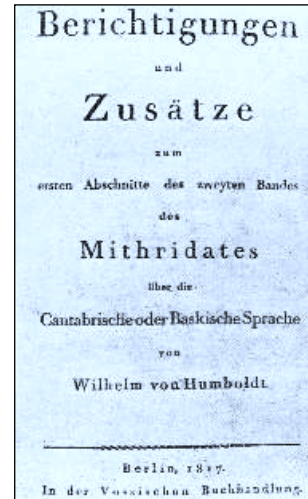 Berichtigungen
und
Zusätze
zum
ersten Abschnitte des zweyten Bandes
des
Mithridates
über die
Cantabrische oder Baskische Sprache
von
Wilhelm von Humboldt.
Berlin, 1817.
In der Vossischen Buchhandlung